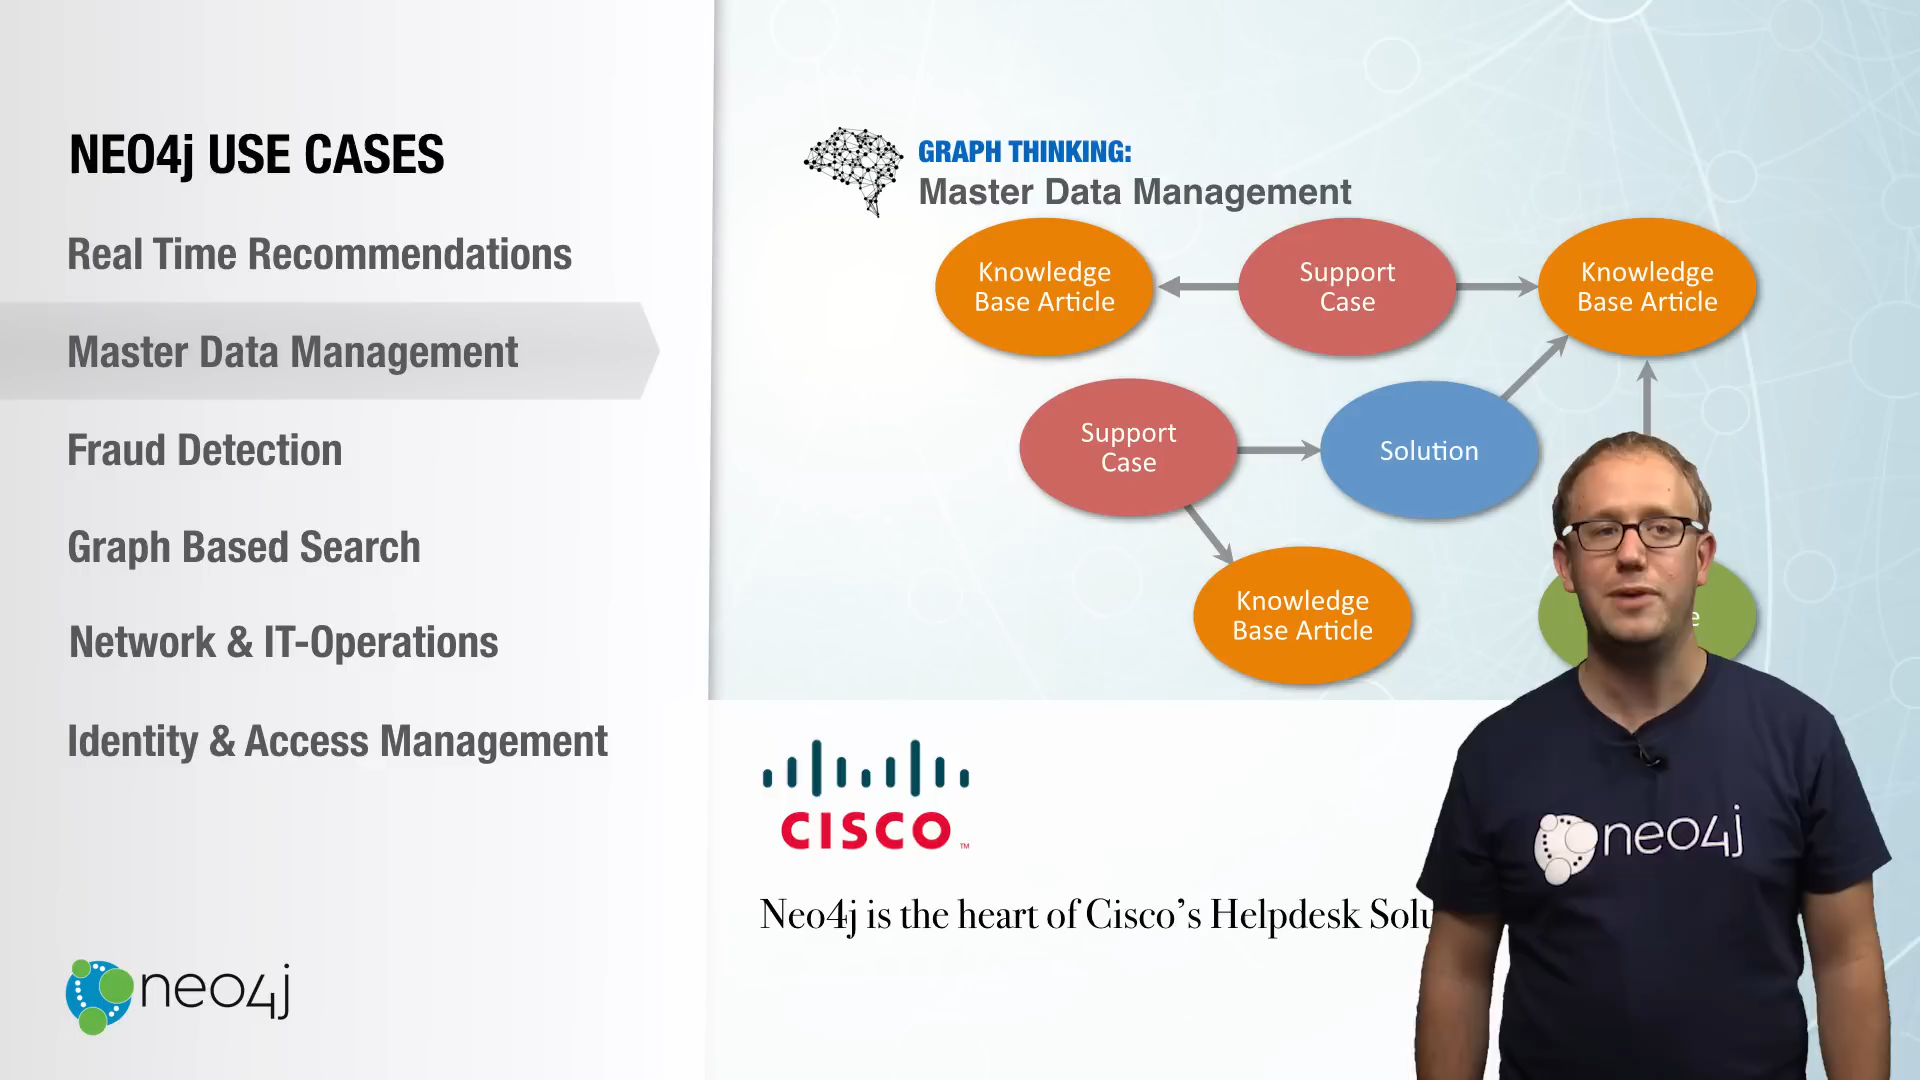 NEO4j USE CASES
Real Time Recommendations
Master Data Management
Fraud Detection
Graph Based Search
Network & IT-Operations
Identity & Access Management
neo4j
GRAPH THINKING:
Master Data Management
Knowledge
Base Article
Support
Case
Knowledge
Base Article
Support
Case
Solution
Knowledge
Base Article
CISCO™
Neo4j is the heart of Cisco's Helpdesk
neo4j